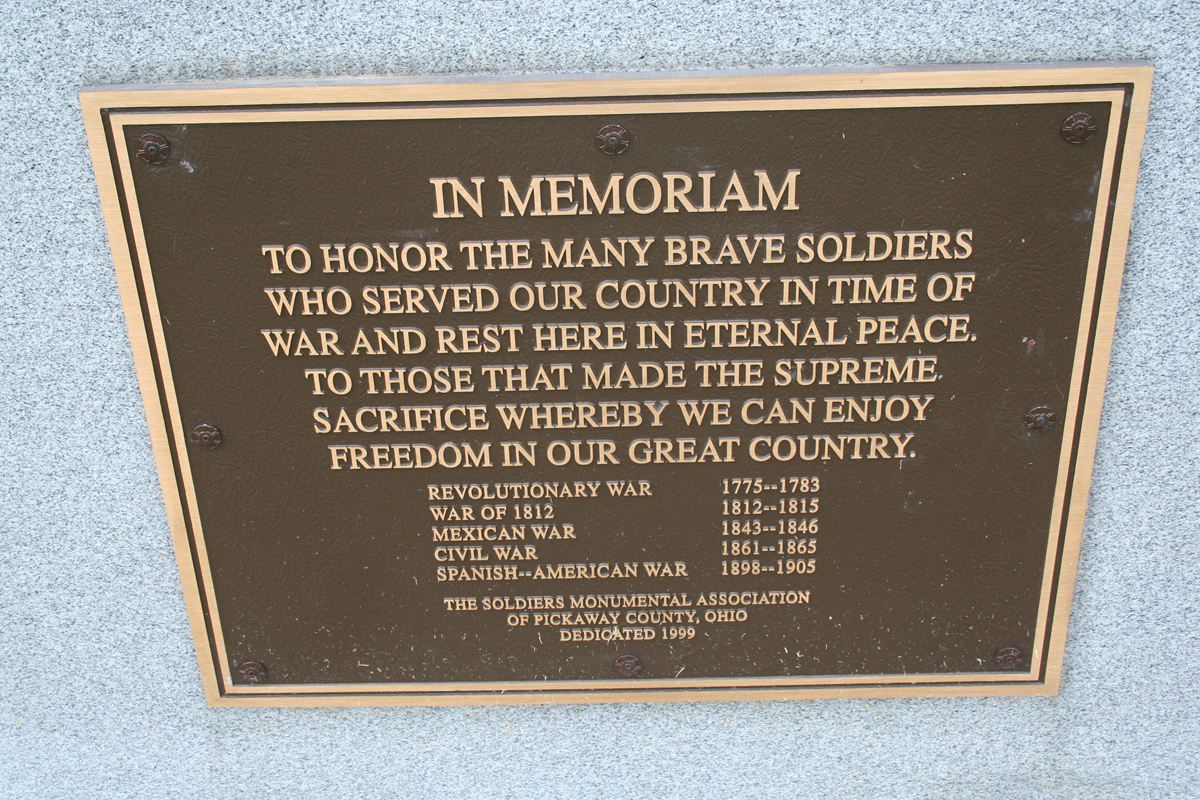 IN MEMORIAM
TO HONOR THE MANY BRAVE SOLDIERS
WHO SERVED OUR COUNTRY IN TIME OF
WAR AND REST HERE IN ETERNAL PEACE.
TO THOSE THAT MADE THE SUPREME
SACRIFICE WHEREBY WE CAN ENJOY
FREEDOM IN OUR GREAT COUNTRY.
REVOLUTIONARY WAR 1775--1783
WAR OF 1812 1812--1815
MEXICAN WAR 1843--1846
CIVIL WAR 1861--1865
SPANISH--AMERICAN WAR 1898--1905
THE SOLDIERS MONUMENTAL ASSOCIATION
OF PICKAWAY COUNTY, OHIO
DEDICATED 1999